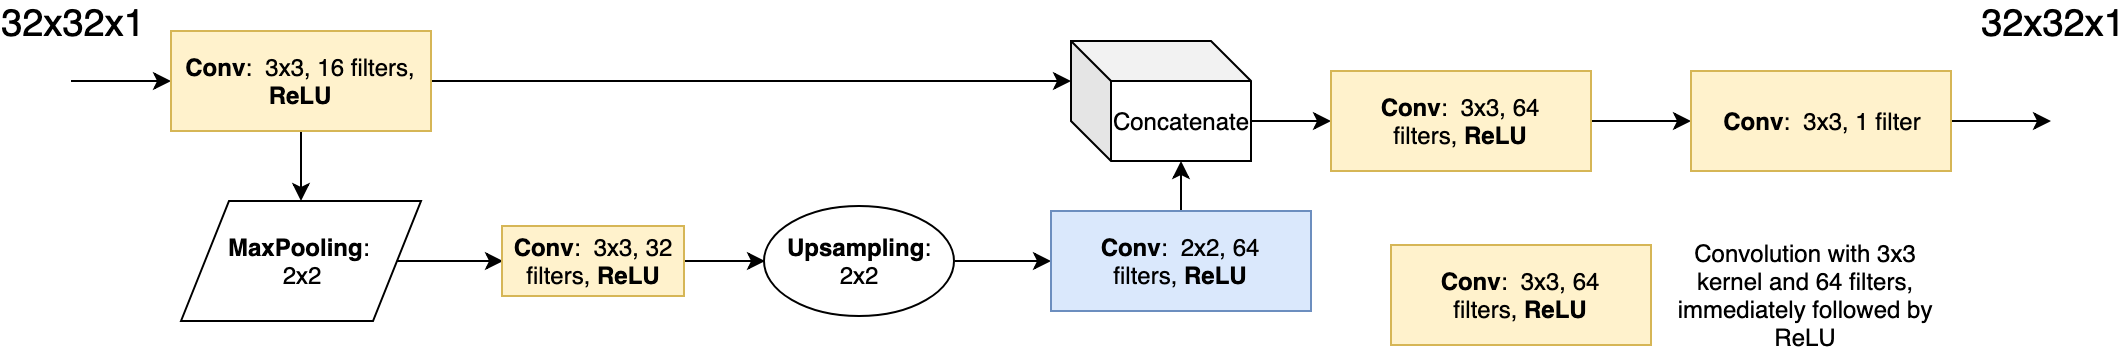 32x32x1
Conv: 3x3, 16 filters,
ReLU
MaxPooling:
2x2
Conv: 3x3, 32
filters, ReLU
Upsampling:
2x2
Conv: 2x2, 64
filters, ReLU
Concatenate
Conv: 3x3, 64
filters, ReLU
Conv: 3x3, 1 filter
32x32x1
Conv: 3x3, 64
filters, ReLU
Convolution with 3x3
kernel and 64 filters,
immediately followed by
ReLU